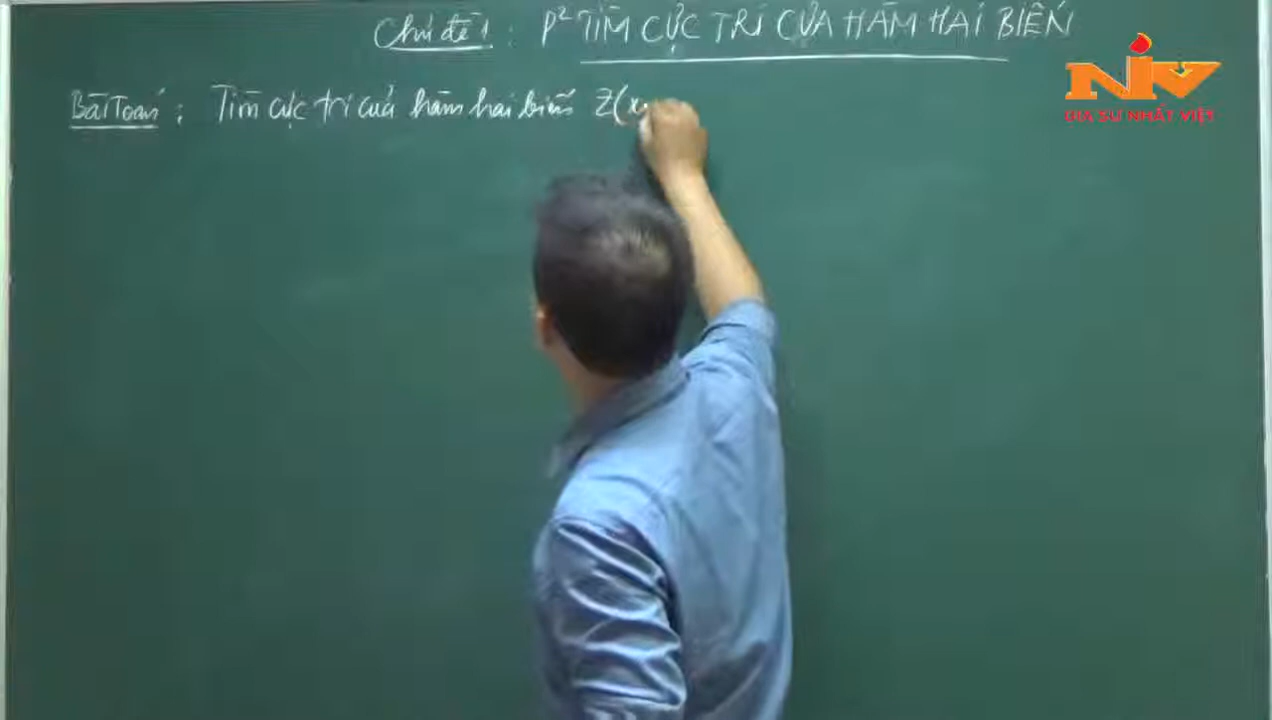 Chủ đề 1 : P² TÌM CỰC TRỊ CỦA HÀM HAI BIẾN
Bài Toán : Tìm cực trị của hàm hai biến Z(x,
NIV
GIA SƯ NHẤT VIỆT